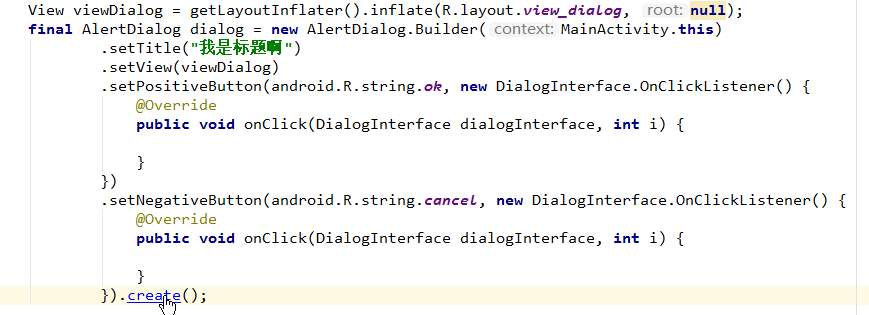 View viewDialog = getLayoutInflater().inflate(R.layout.view_dialog, root: null);
final AlertDialog dialog = new AlertDialog.Builder( context: MainActivity.this)
.setTitle("我是标题啊")
.setView(viewDialog)
.setPositiveButton(android.R.string.ok, new DialogInterface.OnClickListener() {
@Override
public void onClick(DialogInterface dialogInterface, int i) {
}
})
.setNegativeButton(android.R.string.cancel, new DialogInterface.OnClickListener() {
@Override
public void onClick(DialogInterface dialogInterface, int i) {
}
}).create();